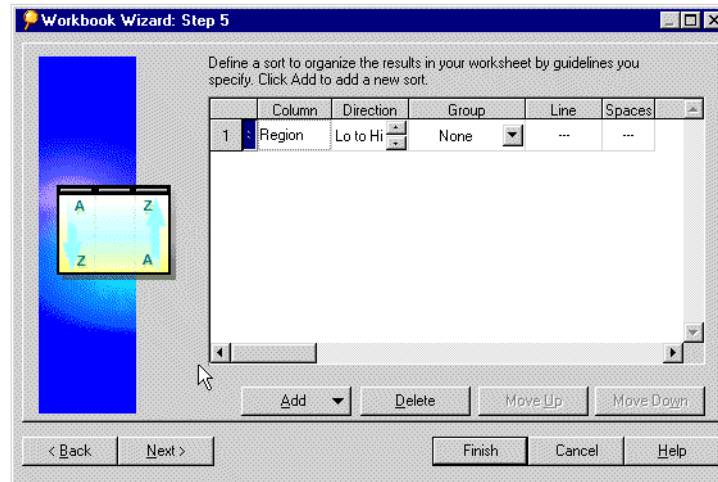 Workbook Wizard: Step 5
Define a sort to organize the results in your worksheet by guidelines you
specify. Click Add to add a new sort.
Column Direction Group Line Spaces
1 Region Lo to Hi None --- ---
A Z
Z A
Add Delete Move Up Move Down
< Back Next > Finish Cancel Help